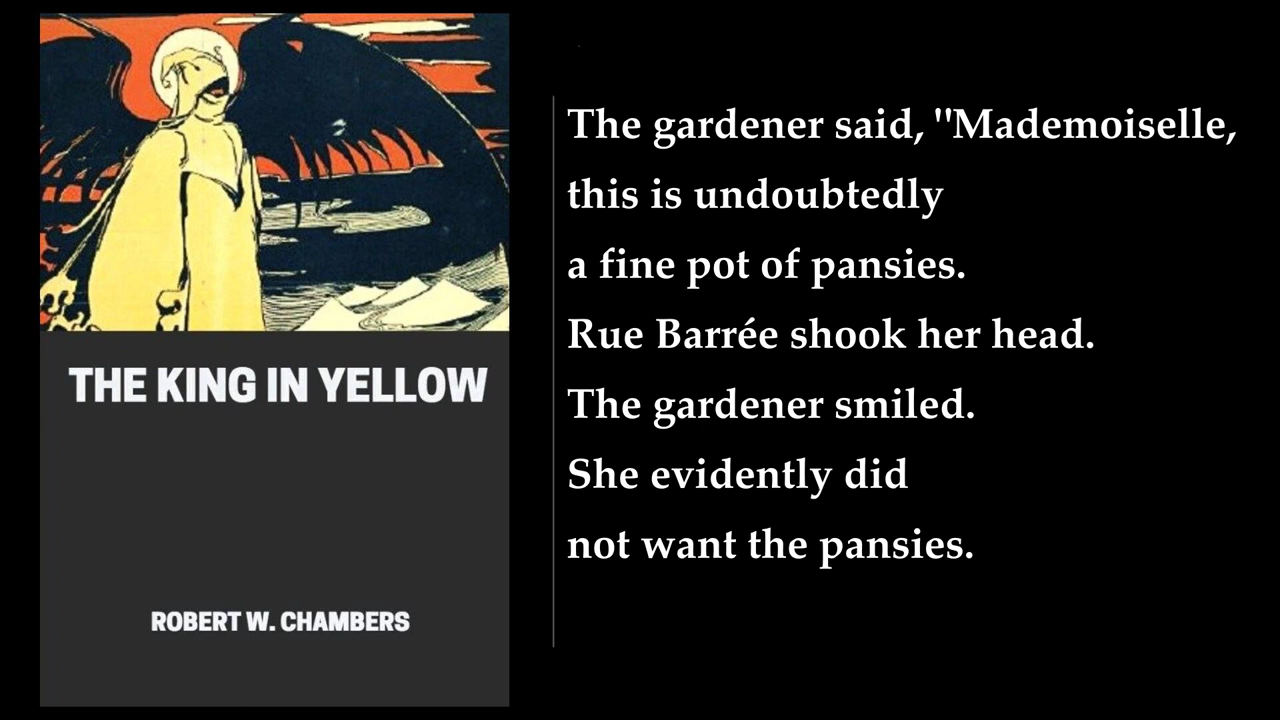 THE KING IN YELLOW
ROBERT W. CHAMBERS
The gardener said, "Mademoiselle,
this is undoubtedly
a fine pot of pansies.
Rue Barrée shook her head.
The gardener smiled.
She evidently did
not want the pansies.